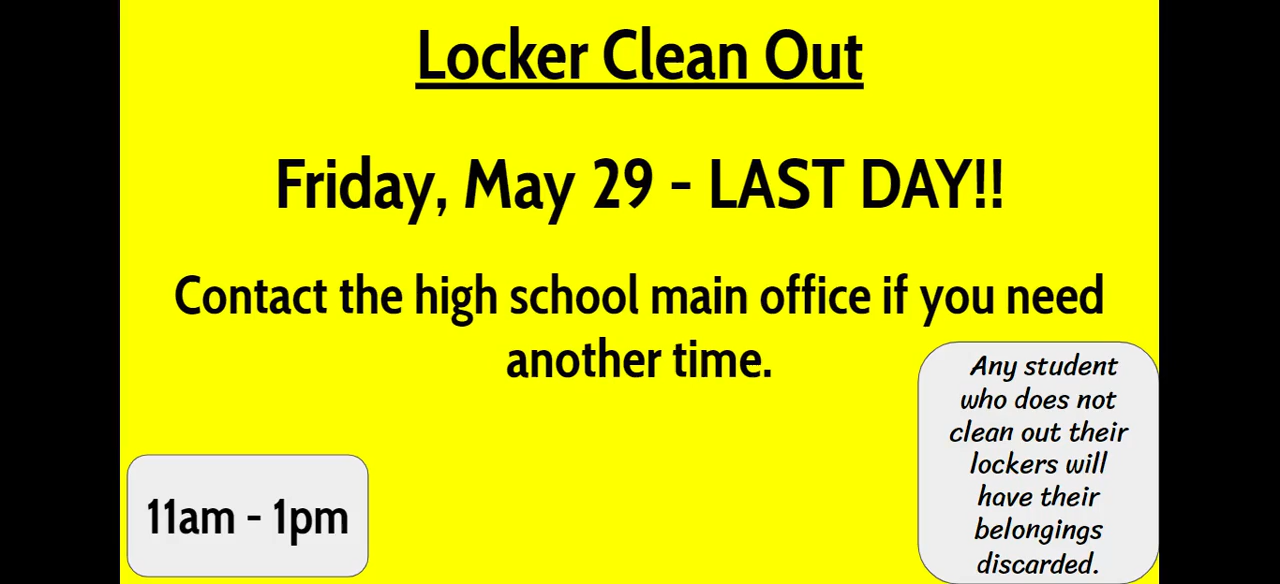 Locker Clean Out
Friday, May 29 - LAST DAY!!
Contact the high school main office if you need
another time.
Any student
who does not
clean out their
lockers will
have their
belongings
discarded.
11am - 1pm